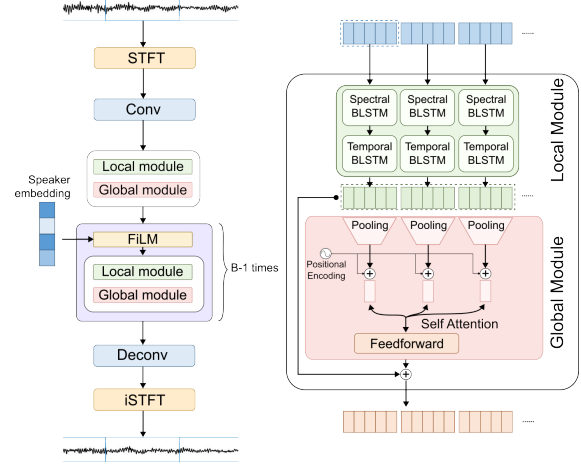 STFT
Conv
Local module
Global module
Speaker
embedding
FiLM
Local module
Global module
B-1 times
Deconv
iSTFT
......
Spectral
BLSTM
Spectral
BLSTM
Spectral
BLSTM
Temporal
BLSTM
Temporal
BLSTM
Temporal
BLSTM
Local Module
......
Pooling
Pooling
Pooling
Positional
Encoding
Self Attention
Feedforward
Global Module
......